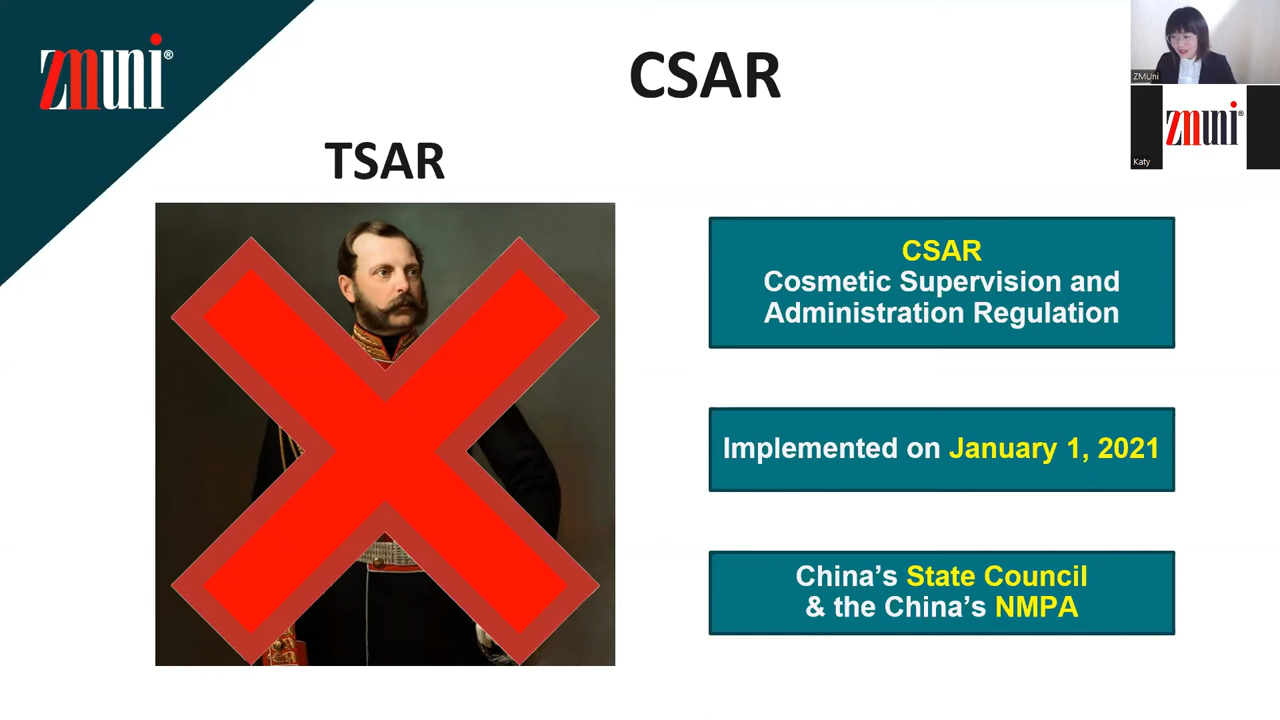 zmuni®
CSAR
TSAR
CSAR
Cosmetic Supervision and
Administration Regulation
Implemented on January 1, 2021
China’s State Council
& the China’s NMPA
ZMUni
zmuni®
Katy